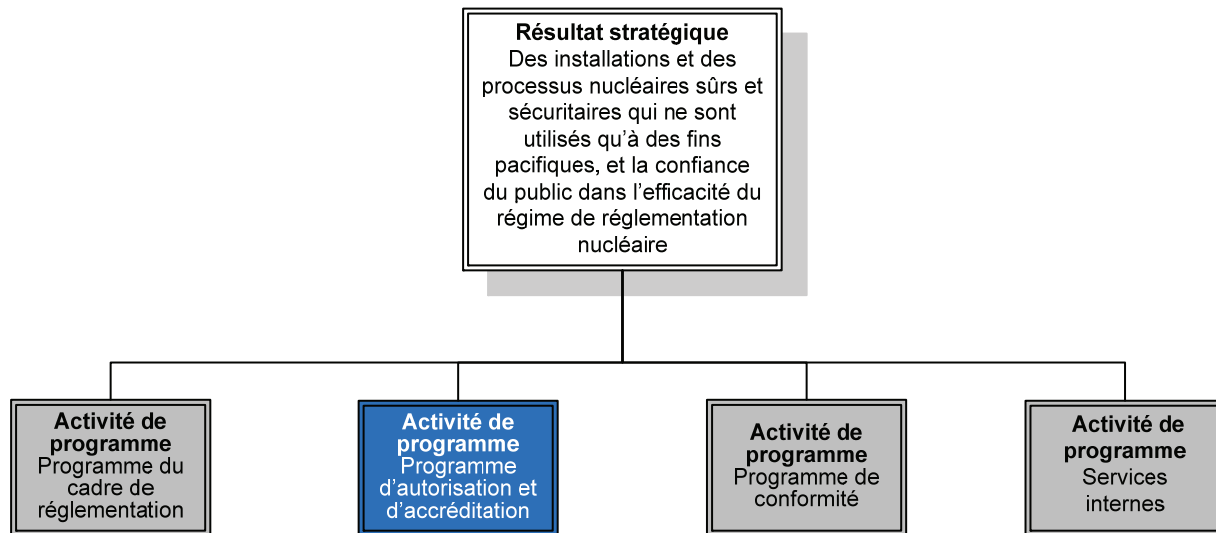 Résultat stratégique
Des installations et des
processus nucléaires sûrs et
sécuritaires qui ne sont
utilisés qu’à des fins
pacifiques, et la confiance
du public dans l’efficacité du
régime de réglementation
nucléaire
Activité de
programme
Programme du
cadre de
réglementation
Activité de
programme
Programme
d’autorisation et
d’accréditation
Activité de
programme
Programme de
conformité
Activité de
programme
Services
internes